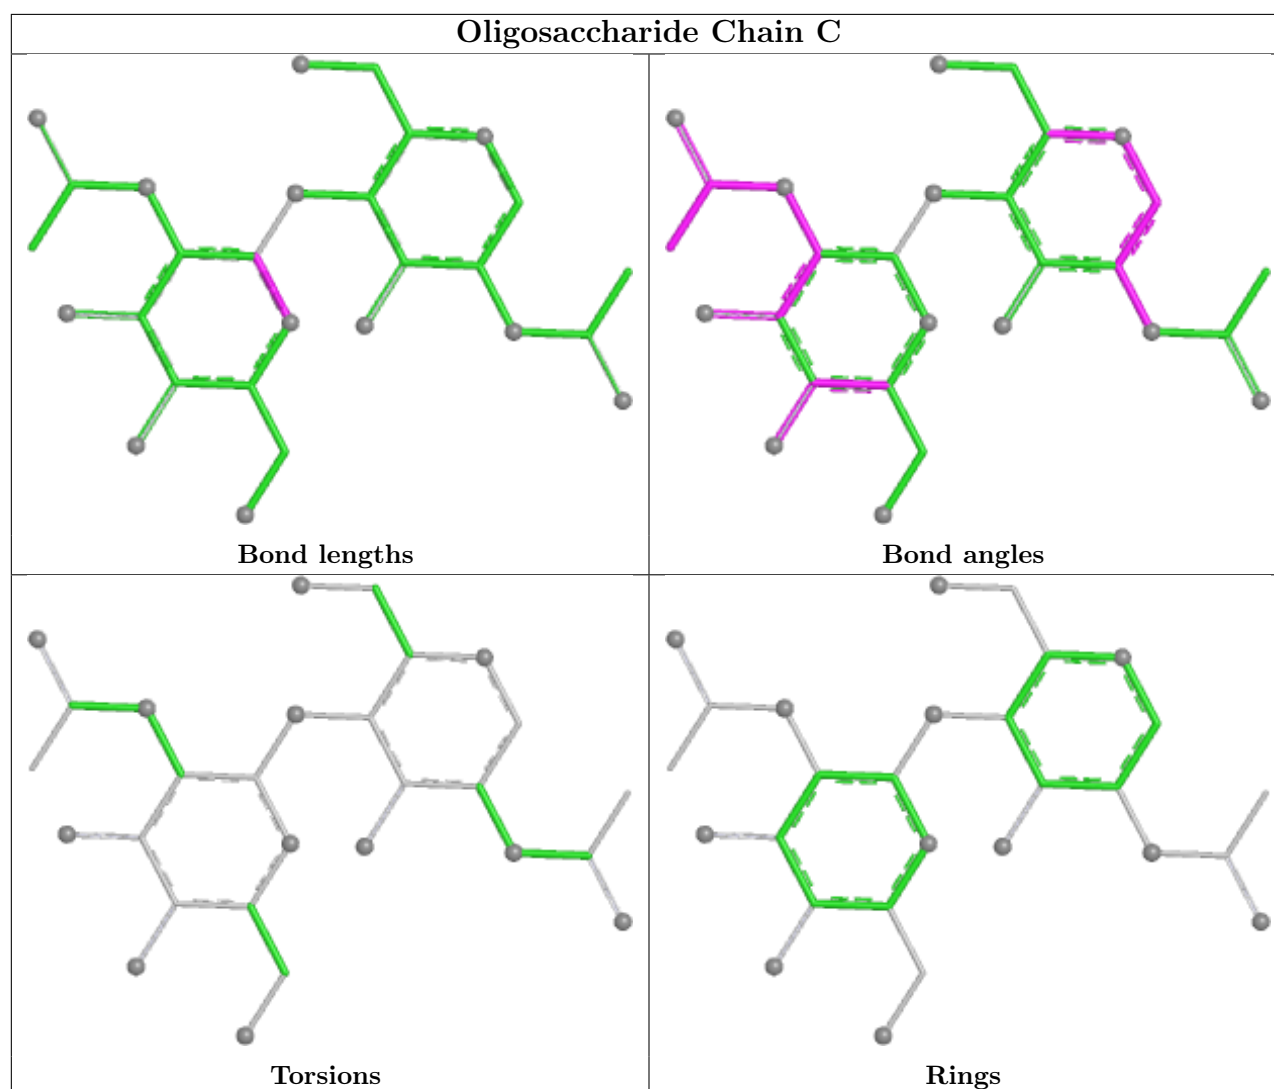 Oligosaccharide Chain C
Bond lengths
Bond angles
Torsions
Rings